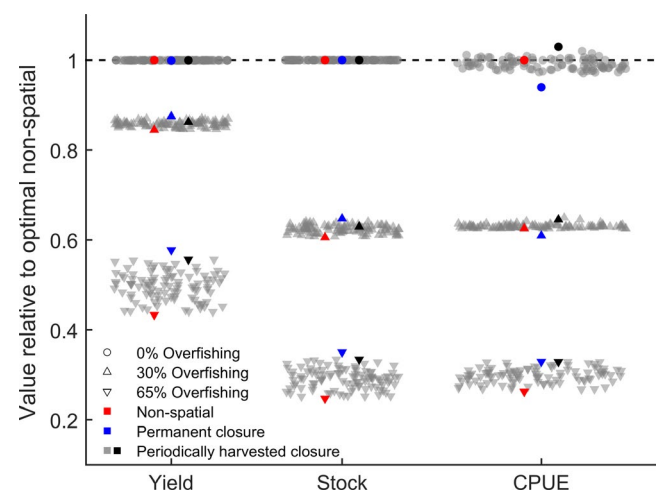 Value relative to optimal non-spatial
1
0.8
0.6
0.4
0.2
0% Overfishing
30% Overfishing
65% Overfishing
Non-spatial
Permanent closure
Periodically harvested closure
Yield
Stock
CPUE